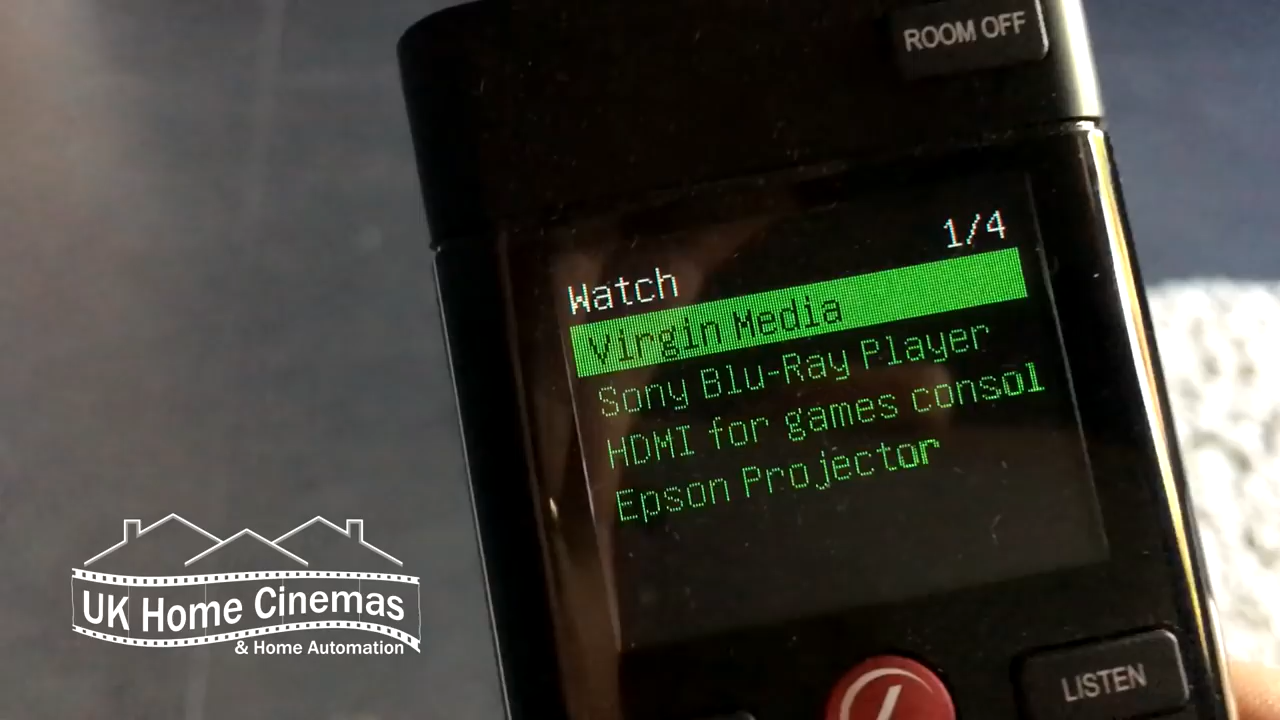 ROOM OFF
1/4
Watch
Virgin Media
Sony Blu-Ray Player
HDMI for games consol
Epson Projector
LISTEN
UK Home Cinemas
& Home Automation